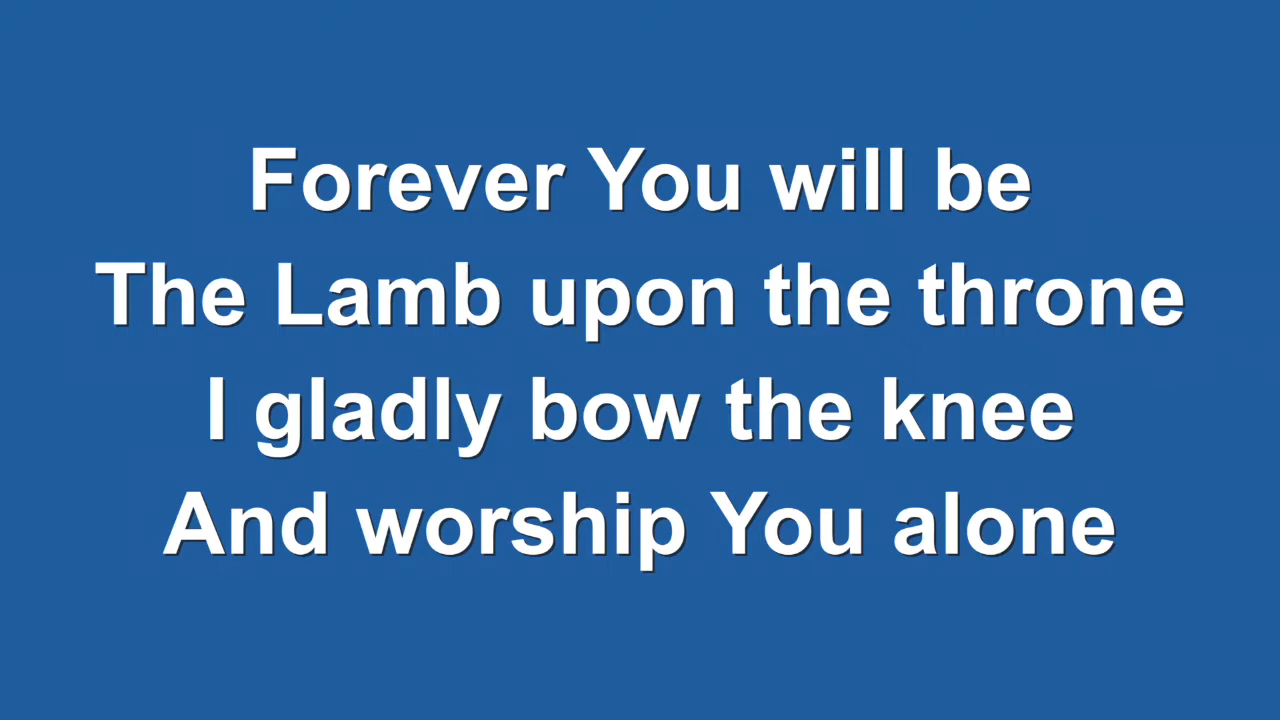 Forever You will be
The Lamb upon the throne
I gladly bow the knee
And worship You alone